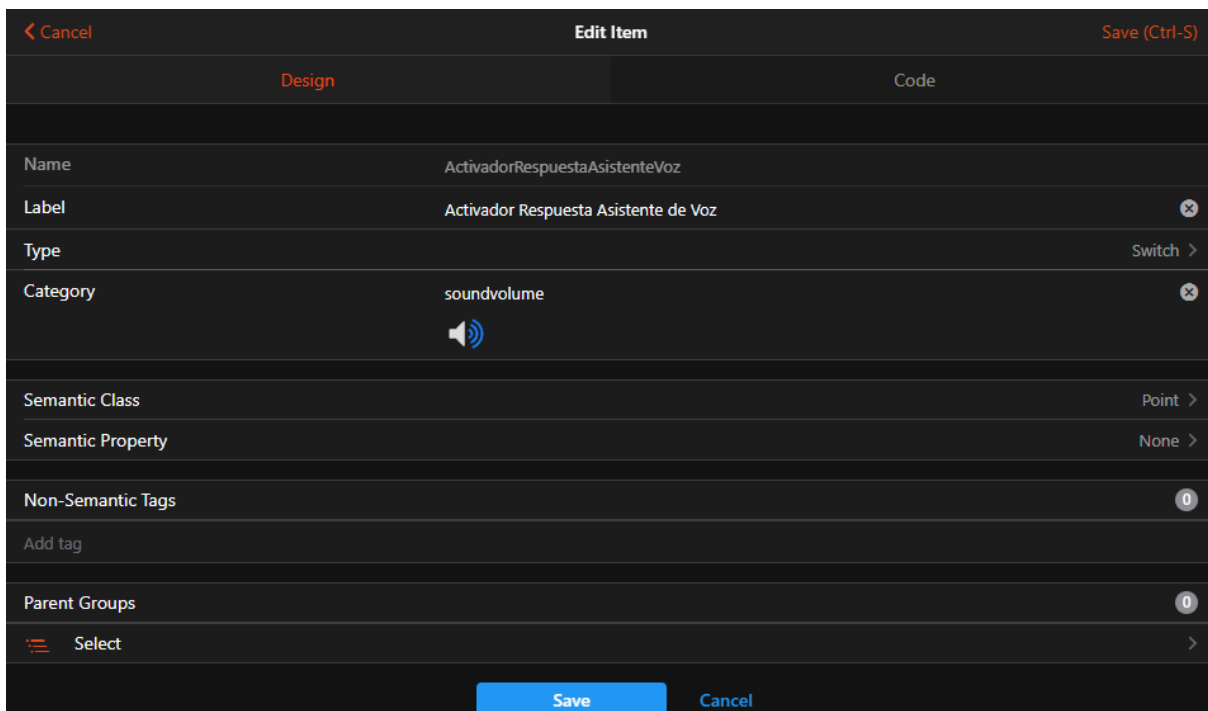 Cancel Edit Item Save (Ctrl-S)
Design Code
Name ActivadorRespuestaAsistenteVoz
Label Activador Respuesta Asistente de Voz
Type Switch
Category soundvolume
Semantic Class Point
Semantic Property None
Non-Semantic Tags 0
Add tag
Parent Groups 0
Select
Save Cancel